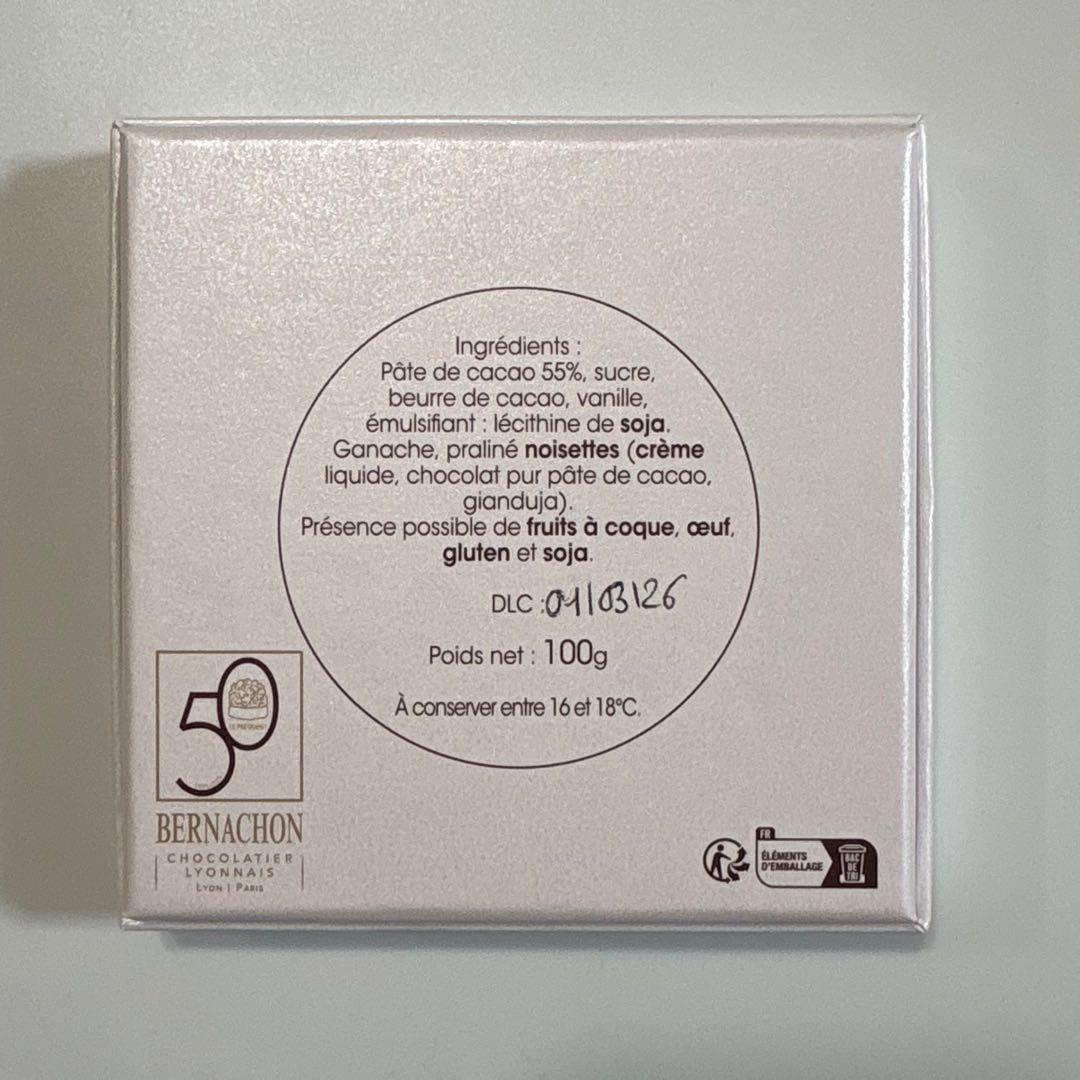 Ingrédients :
Pâte de cacao 55%, sucre,
beurre de cacao, vanille,
émulsifiant : lécithine de soja.
Ganache, praliné noisettes (crème
liquide, chocolat pur pâte de cacao,
gianduja).
Présence possible de fruits à coque, œuf,
gluten et soja.
DLC : 01/03/26
Poids net : 100g
À conserver entre 16 et 18°C.
50
BERNACHON
CHOCOLATIER
LYONNAIS
LYON | PARIS
FR
ÉLÉMENTS
D'EMBALLAGE
BAC
DE
TRI